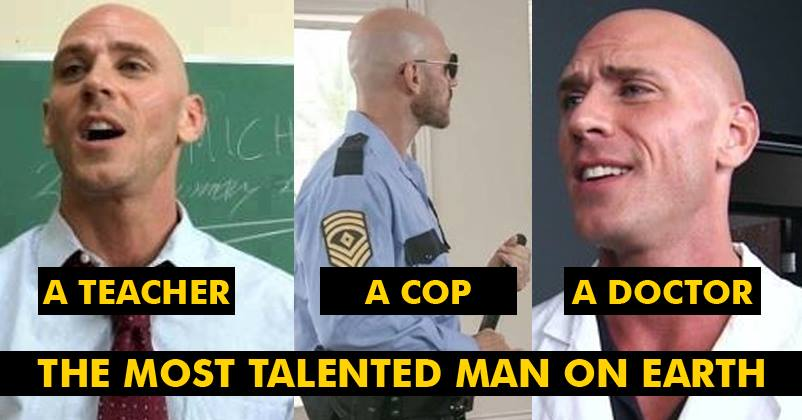 A TEACHER
A COP
A DOCTOR
THE MOST TALENTED MAN ON EARTH